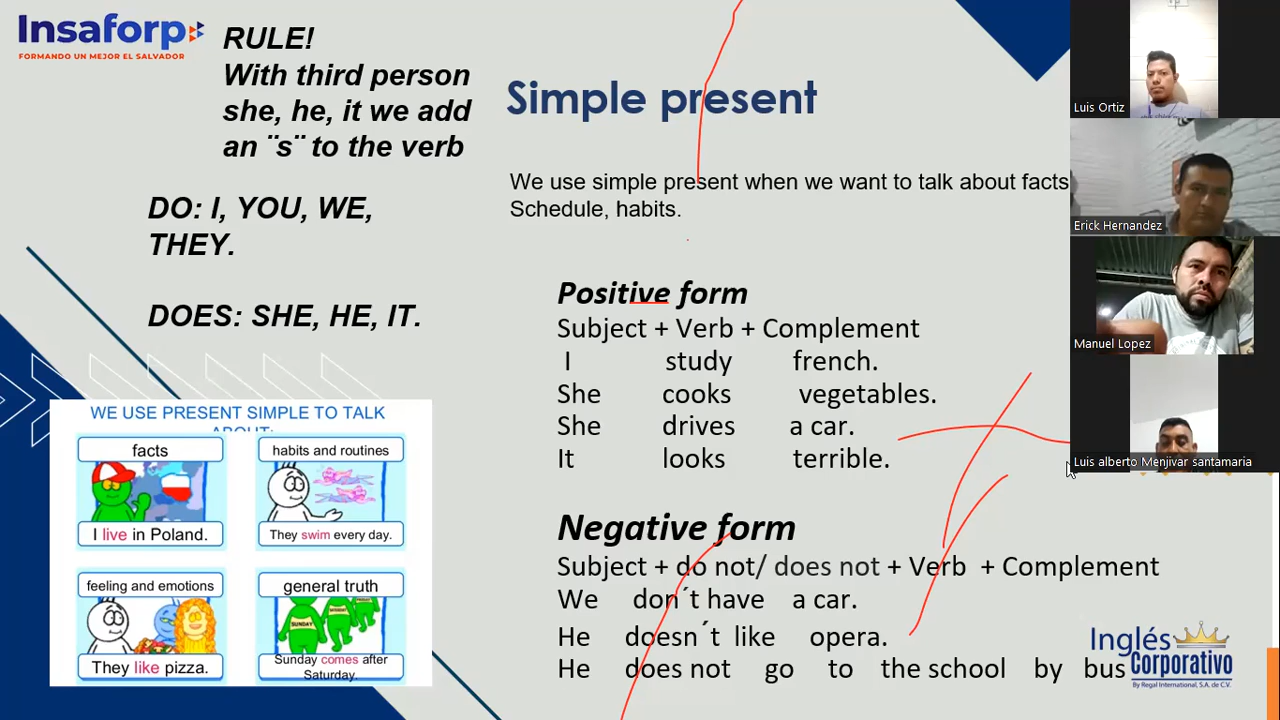 Insaforp
FORMANDO UN MEJOR EL SALVADOR
RULE!
With third person
she, he, it we add
an ¨s¨ to the verb
DO: I, YOU, WE,
THEY.
DOES: SHE, HE, IT.
WE USE PRESENT SIMPLE TO TALK
ABOUT:
facts
I live in Poland.
habits and routines
They swim every day.
feeling and emotions
They like pizza.
general truth
SUNDAY
Sunday comes after
Saturday.
Simple present
We use simple present when we want to talk about facts
Schedule, habits.
Positive form
Subject + Verb + Complement
I study french.
She cooks vegetables.
She drives a car.
It looks terrible.
Negative form
Subject + do not/ does not + Verb + Complement
We don´t have a car.
He doesn´t like opera.
He does not go to the school by bus
Inglés
Corporativo
By Regal International, S.A. de C.V.
Luis Ortiz
Erick Hernandez
Manuel Lopez
Luis alberto Menjivar santamaria